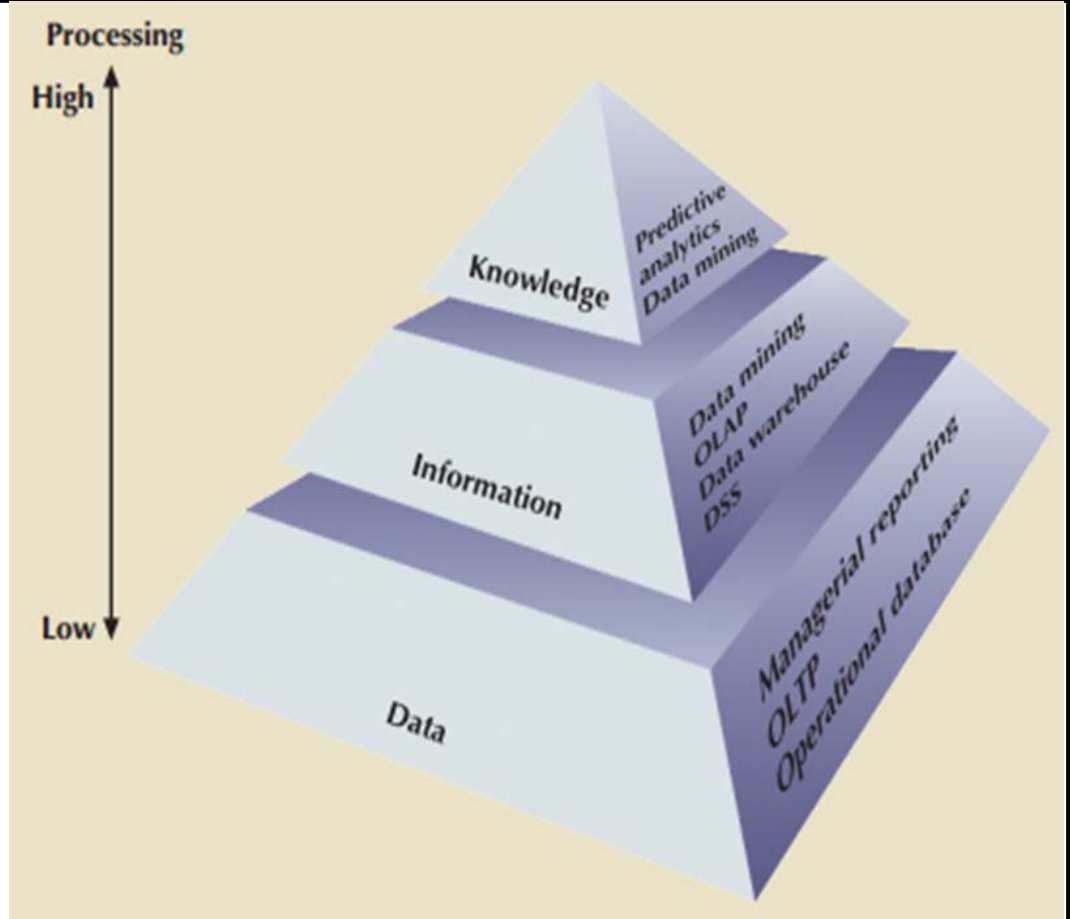 Processing
High
Low
Knowledge
Predictive
analytics
Data mining
Information
Data mining
OLAP
Data warehouse
DSS
Data
Managerial reporting
OLTP
Operational database